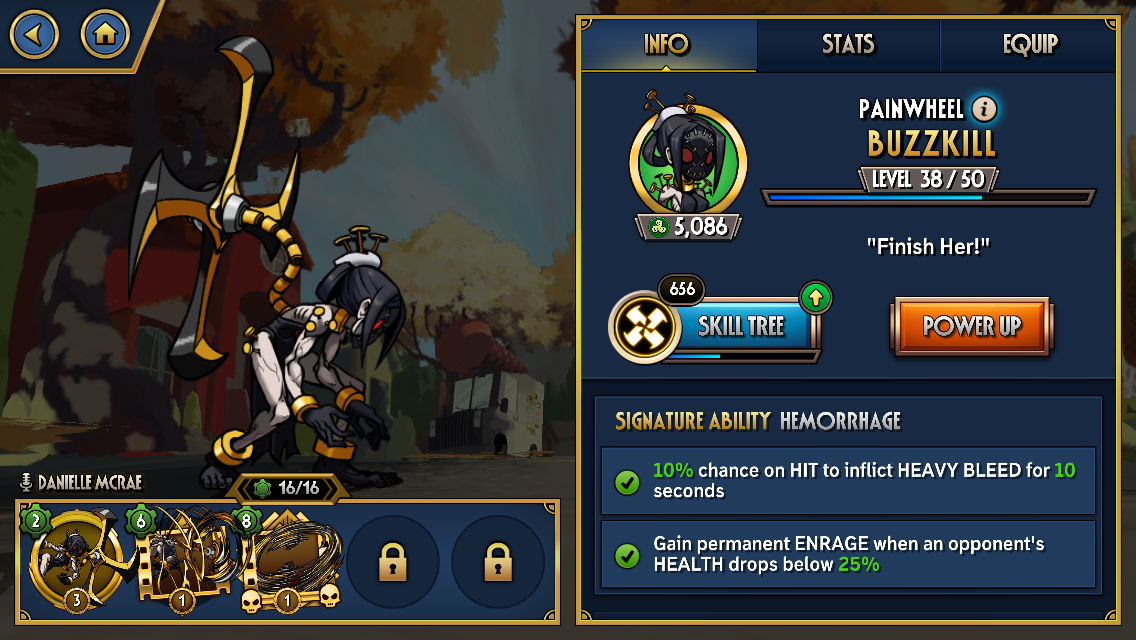 INFO
STATS
EQUIP
PAINWHEEL i
BUZZKILL
LEVEL 38 / 50
5,086
"Finish Her!"
656
SKILL TREE
POWER UP
SIGNATURE ABILITY HEMORRHAGE
10% chance on HIT to inflict HEAVY BLEED for 10
seconds
Gain permanent ENRAGE when an opponent's
HEALTH drops below 25%
DANIELLE MCRAE
16/16
2
6
8
3
1
1